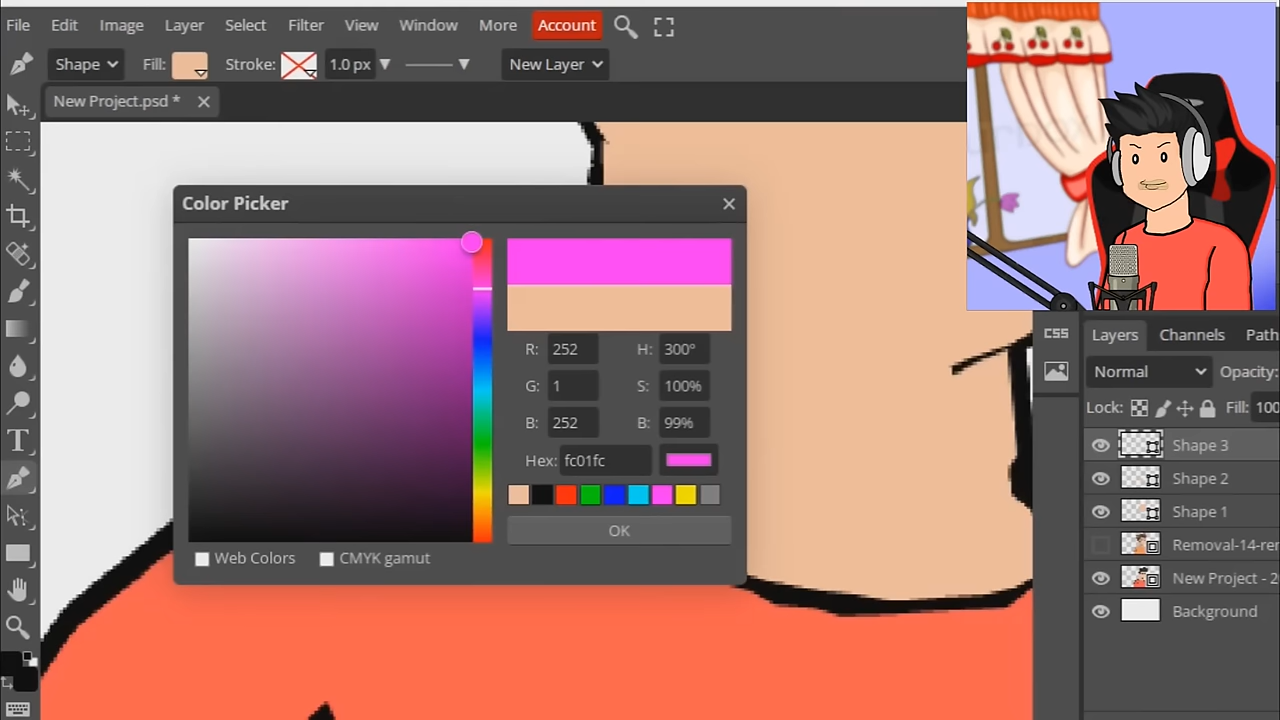 File Edit Image Layer Select Filter View Window More Account
Shape Fill: Stroke: 1.0 px New Layer
New Project.psd *
Color Picker
R: 252 H: 300º
G: 1 S: 100%
B: 252 B: 99%
Hex: fc01fc
OK
Web Colors CMYK gamut
CSS Layers Channels Path
Normal Opacity:
Lock: Fill: 100
Shape 3
Shape 2
Shape 1
Removal-14-rem
New Project - 2
Background